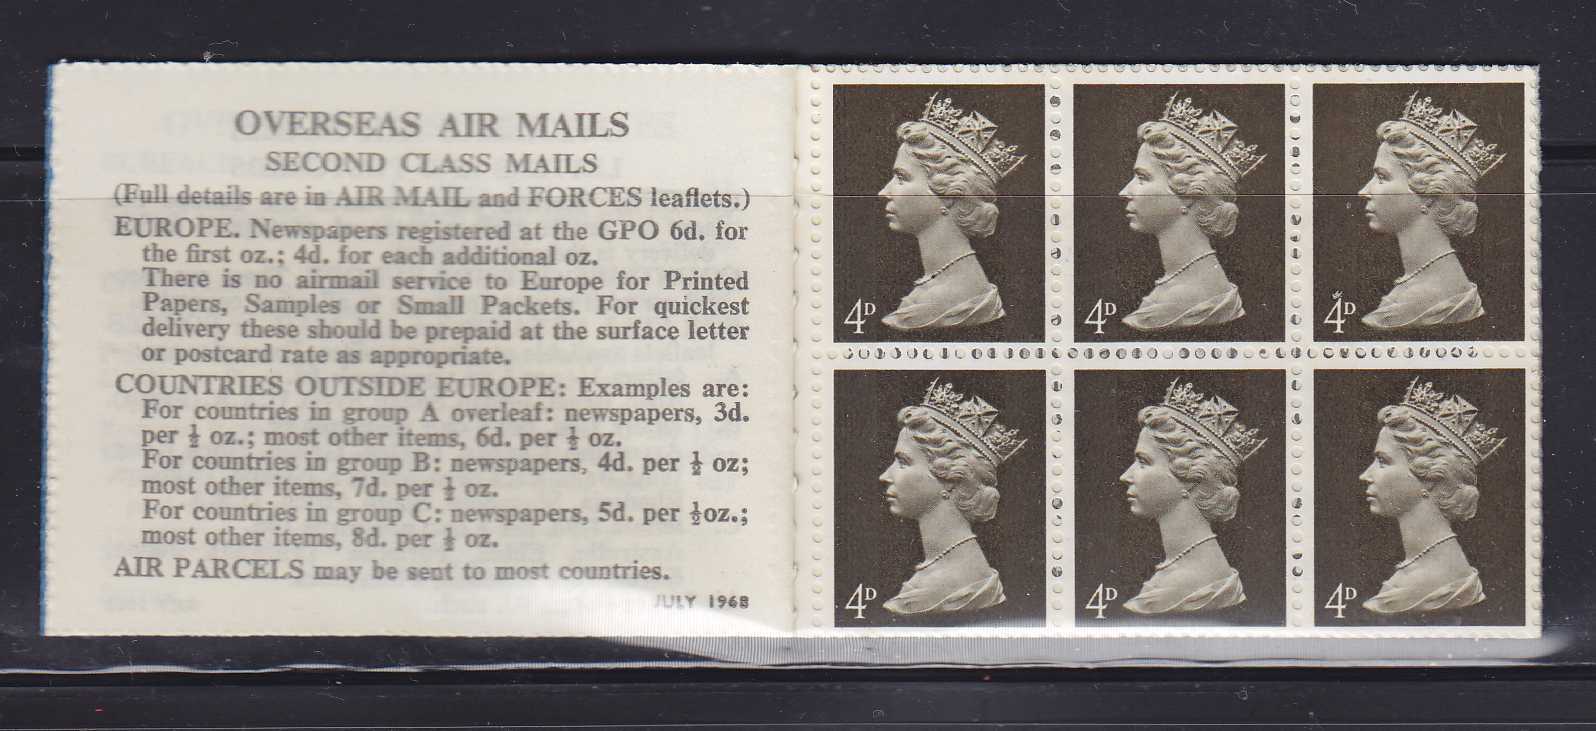 OVERSEAS AIR MAILS
SECOND CLASS MAILS
(Full details are in AIR MAIL and FORCES leaflets.)
EUROPE. Newspapers registered at the GPO 6d. for
the first oz.; 4d. for each additional oz.
There is no airmail service to Europe for Printed
Papers, Samples or Small Packets. For quickest
delivery these should be prepaid at the surface letter
or postcard rate as appropriate.
COUNTRIES OUTSIDE EUROPE: Examples are:
For countries in group A overleaf: newspapers, 3d.
per ½ oz.; most other items, 6d. per ½ oz.
For countries in group B: newspapers, 4d. per ½ oz;
most other items, 7d. per ½ oz.
For countries in group C: newspapers, 5d. per ½oz.;
most other items, 8d. per ½ oz.
AIR PARCELS may be sent to most countries.
JULY 1968
4D 4D 4D
4D 4D 4D